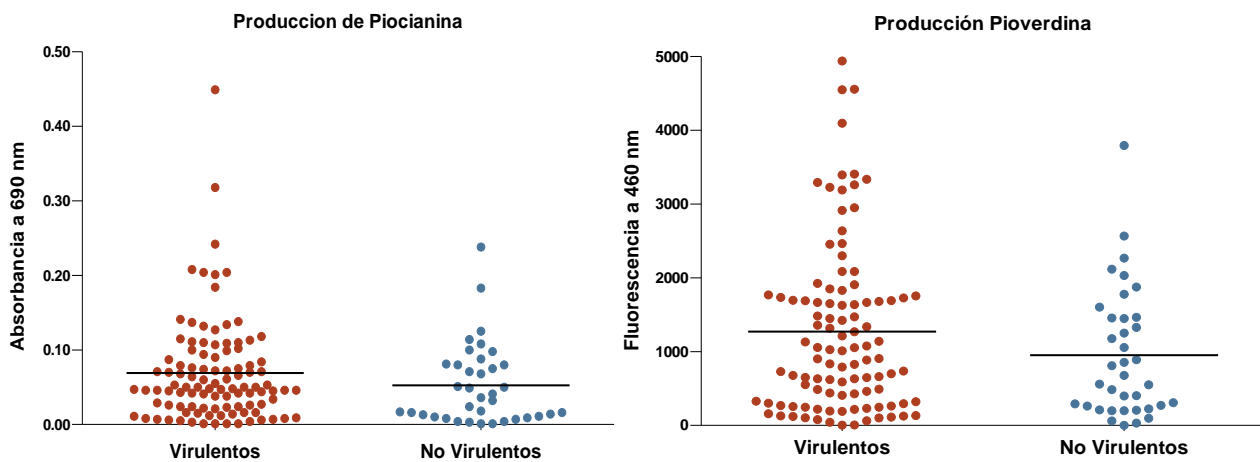 Produccion de Piocianina
Absorbancia a 690 nm
0.50
0.40
0.30
0.20
0.10
0.00
Virulentos
No Virulentos
Producción Pioverdina
Fluorescencia a 460 nm
5000
4000
3000
2000
1000
0
Virulentos
No Virulentos